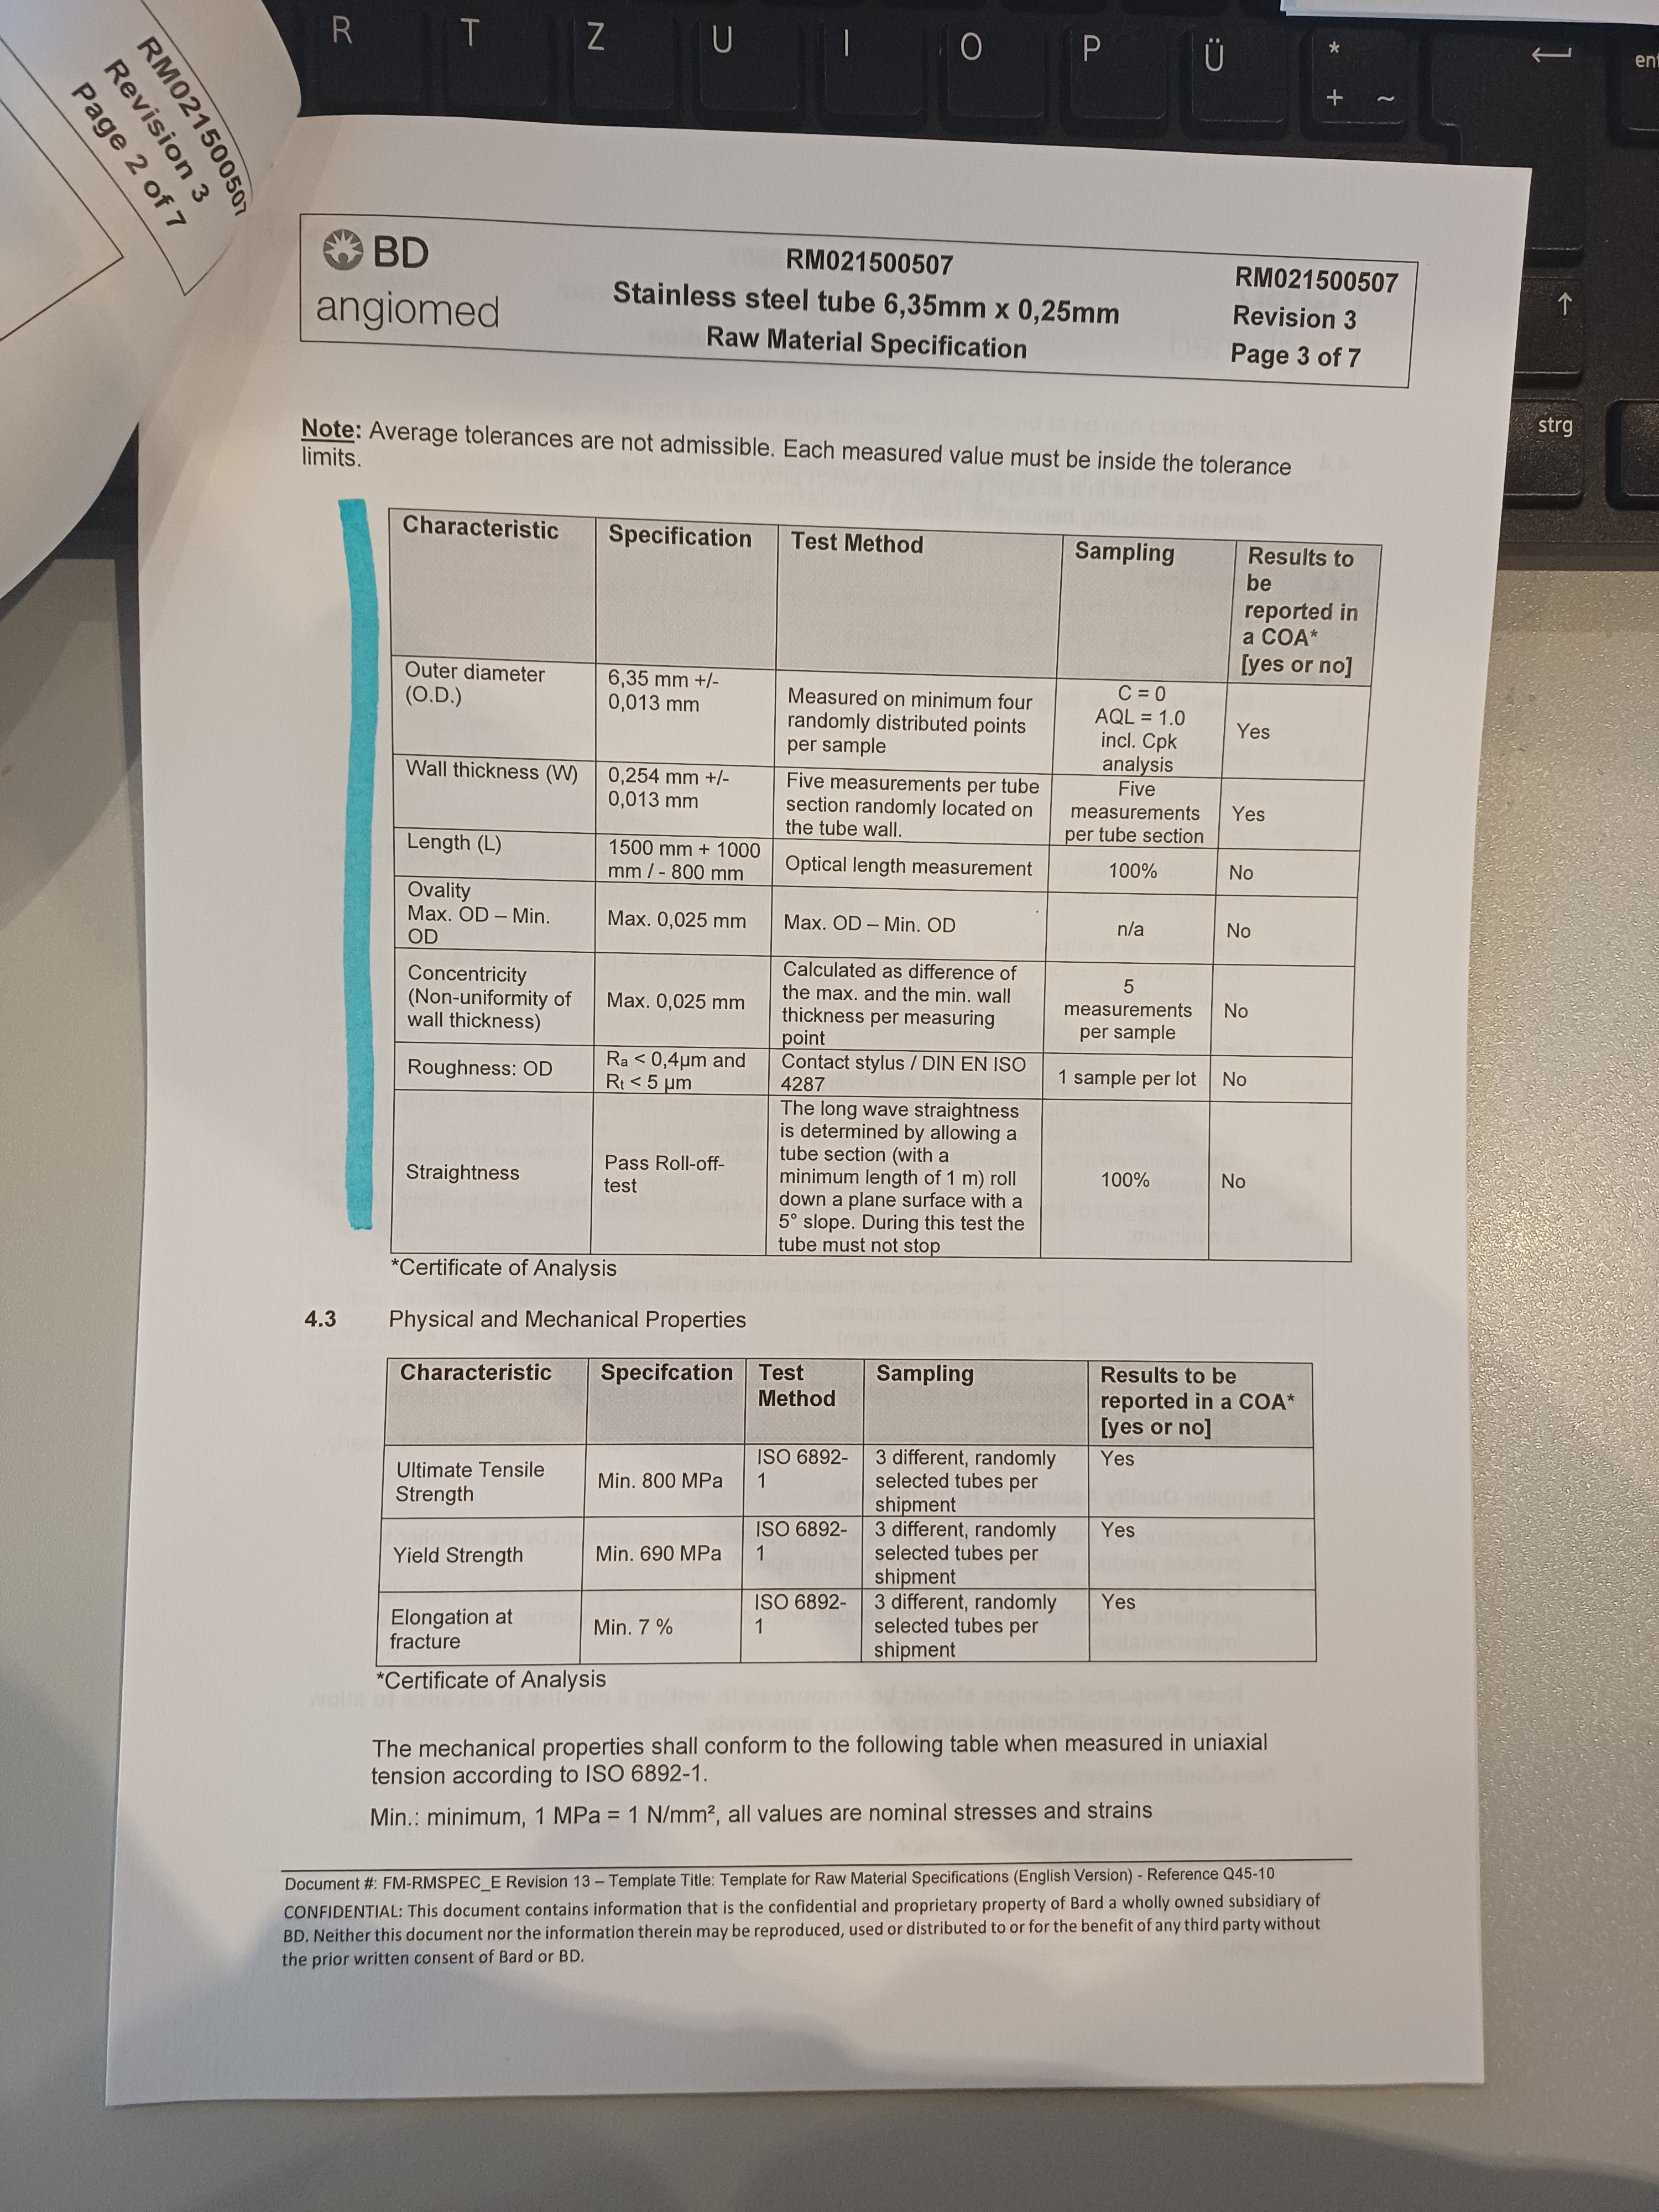 R T Z U I O P Ü * + ~ ent
strg
RM021500507
Revision 3
Page 2 of 7
BD
angiomed
RM021500507
Stainless steel tube 6,35mm x 0,25mm
Raw Material Specification
RM021500507
Revision 3
Page 3 of 7
Note: Average tolerances are not admissible. Each measured value must be inside the tolerance
limits.
Characteristic
Specification
Test Method
Sampling
Results to
be
reported in
a COA*
[yes or no]
Outer diameter
(O.D.)
6,35 mm +/-
0,013 mm
Measured on minimum four
randomly distributed points
per sample
C = 0
AQL = 1.0
incl. Cpk
analysis
Yes
Wall thickness (W)
0,254 mm +/-
0,013 mm
Five measurements per tube
section randomly located on
the tube wall.
Five
measurements
per tube section
Yes
Length (L)
1500 mm + 1000
mm / - 800 mm
Optical length measurement
100%
No
Ovality
Max. OD – Min.
OD
Max. 0,025 mm
Max. OD – Min. OD
n/a
No
Concentricity
(Non-uniformity of
wall thickness)
Max. 0,025 mm
Calculated as difference of
the max. and the min. wall
thickness per measuring
point
5
measurements
per sample
No
Roughness: OD
Ra < 0,4µm and
Rt < 5 µm
Contact stylus / DIN EN ISO
4287
1 sample per lot
No
Straightness
Pass Roll-off-
test
The long wave straightness
is determined by allowing a
tube section (with a
minimum length of 1 m) roll
down a plane surface with a
5° slope. During this test the
tube must not stop
100%
No
*Certificate of Analysis
4.3 Physical and Mechanical Properties
Characteristic
Specifcation
Test
Method
Sampling
Results to be
reported in a COA*
[yes or no]
Ultimate Tensile
Strength
Min. 800 MPa
ISO 6892-
1
3 different, randomly
selected tubes per
shipment
Yes
Yield Strength
Min. 690 MPa
ISO 6892-
1
3 different, randomly
selected tubes per
shipment
Yes
Elongation at
fracture
Min. 7 %
ISO 6892-
1
3 different, randomly
selected tubes per
shipment
Yes
*Certificate of Analysis
The mechanical properties shall conform to the following table when measured in uniaxial
tension according to ISO 6892-1.
Min.: minimum, 1 MPa = 1 N/mm², all values are nominal stresses and strains
Document #: FM-RMSPEC_E Revision 13 – Template Title: Template for Raw Material Specifications (English Version) - Reference Q45-10
CONFIDENTIAL: This document contains information that is the confidential and proprietary property of Bard a wholly owned subsidiary of
BD. Neither this document nor the information therein may be reproduced, used or distributed to or for the benefit of any third party without
the prior written consent of Bard or BD.